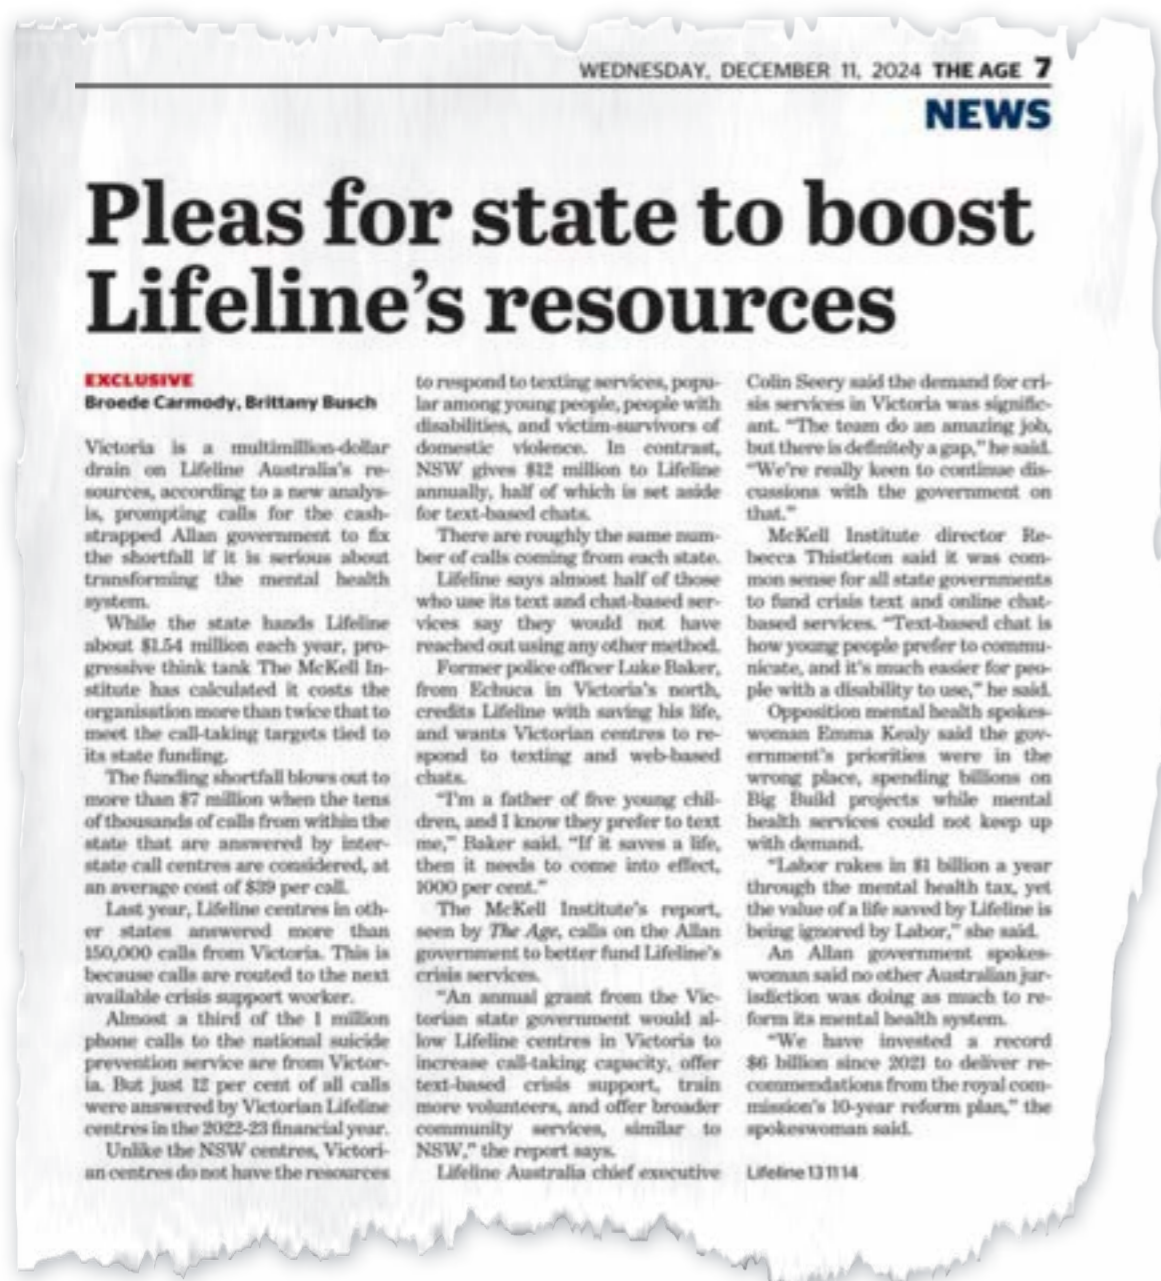 WEDNESDAY, DECEMBER 11, 2024 THE AGE 7
NEWS
Pleas for state to boost
Lifeline's resources
EXCLUSIVE
Broede Carmody, Brittany Busch
Victoria is a multimillion-dollar
drain on Lifeline Australia's re-
sources, according to a new analys-
is, prompting calls for the cash-
strapped Allan government to fix
the shortfall if it is serious about
transforming the mental health
system.
While the state hands Lifeline
about $1.54 million each year, pro-
gressive think tank The McKell In-
stitute has calculated it costs the
organisation more than twice that to
meet the call-taking targets tied to
its state funding.
The funding shortfall blows out to
more than $7 million when the tens
of thousands of calls from within the
state that are answered by inter-
state call centres are considered, at
an average cost of $39 per call.
Last year, Lifeline centres in oth-
er states answered more than
150,000 calls from Victoria. This is
because calls are routed to the next
available crisis support worker.
Almost a third of the 1 million
phone calls to the national suicide
prevention service are from Victor-
ia. But just 12 per cent of all calls
were answered by Victorian Lifeline
centres in the 2022-23 financial year.
Unlike the NSW centres, Victori-
an centres do not have the resources
to respond to texting services, popu-
lar among young people, people with
disabilities, and victim-survivors of
domestic violence. In contrast,
NSW gives $12 million to Lifeline
annually, half of which is set aside
for text-based chats.
There are roughly the same num-
ber of calls coming from each state.
Lifeline says almost half of those
who use its text and chat-based ser-
vices say they would not have
reached out using any other method.
Former police officer Luke Baker,
from Echuca in Victoria's north,
credits Lifeline with saving his life,
and wants Victorian centres to re-
spond to texting and web-based
chats.
"I'm a father of five young chil-
dren, and I know they prefer to text
me," Baker said. "If it saves a life,
then it needs to come into effect,
1000 per cent."
The McKell Institute's report,
seen by The Age, calls on the Allan
government to better fund Lifeline's
crisis services.
"An annual grant from the Vic-
torian state government would al-
low Lifeline centres in Victoria to
increase call-taking capacity, offer
text-based crisis support, train
more volunteers, and offer broader
community services, similar to
NSW," the report says.
Lifeline Australia chief executive
Colin Seery said the demand for cri-
sis services in Victoria was signific-
ant. "The team do an amazing job,
but there is definitely a gap," he said.
"We're really keen to continue dis-
cussions with the government on
that."
McKell Institute director Re-
becca Thistleton said it was com-
mon sense for all state governments
to fund crisis text and online chat-
based services. "Text-based chat is
how young people prefer to commu-
nicate, and it's much easier for peo-
ple with a disability to use," he said.
Opposition mental health spokes-
woman Emma Kealy said the gov-
ernment's priorities were in the
wrong place, spending billions on
Big Build projects while mental
health services could not keep up
with demand.
"Labor rakes in $1 billion a year
through the mental health tax, yet
the value of a life saved by Lifeline is
being ignored by Labor," she said.
An Allan government spokes-
woman said no other Australian jur-
isdiction was doing as much to re-
form its mental health system.
"We have invested a record
$6 billion since 2021 to deliver re-
commendations from the royal com-
mission's 10-year reform plan," the
spokeswoman said.
Lifeline 13 11 14